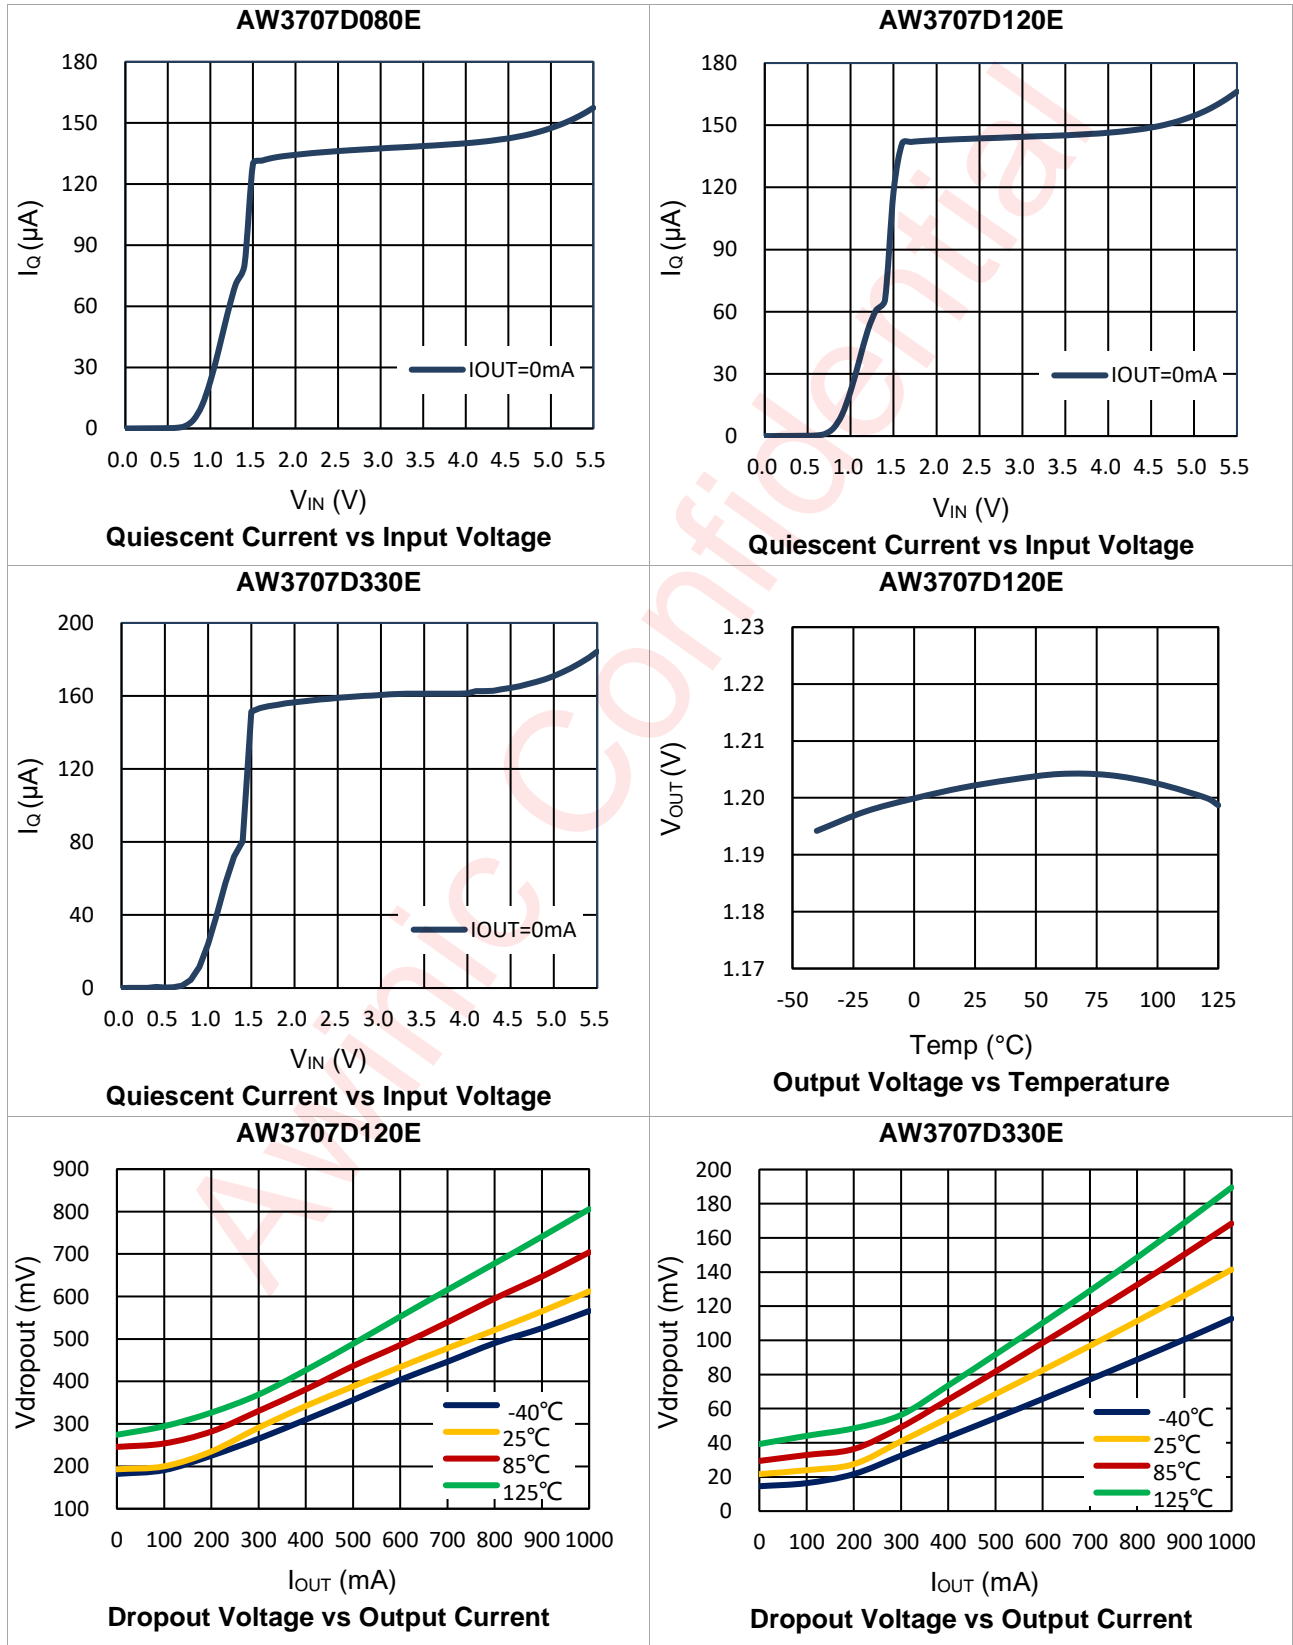 AW3707D080E
180
150
120
90
60
30
0
IQ (µA)
IOUT=0mA
0.0 0.5 1.0 1.5 2.0 2.5 3.0 3.5 4.0 4.5 5.0 5.5
VIN (V)
Quiescent Current vs Input Voltage
AW3707D120E
180
150
120
90
60
30
0
IQ (µA)
IOUT=0mA
0.0 0.5 1.0 1.5 2.0 2.5 3.0 3.5 4.0 4.5 5.0 5.5
VIN (V)
Quiescent Current vs Input Voltage
AW3707D330E
200
160
120
80
40
0
IQ (µA)
IOUT=0mA
0.0 0.5 1.0 1.5 2.0 2.5 3.0 3.5 4.0 4.5 5.0 5.5
VIN (V)
Quiescent Current vs Input Voltage
AW3707D120E
1.23
1.22
1.21
1.20
1.19
1.18
1.17
VOUT (V)
-50 -25 0 25 50 75 100 125
Temp (°C)
Output Voltage vs Temperature
AW3707D120E
900
800
700
600
500
400
300
200
100
Vdropout (mV)
-40℃
25℃
85℃
125℃
0 100 200 300 400 500 600 700 800 900 1000
IOUT (mA)
Dropout Voltage vs Output Current
AW3707D330E
200
180
160
140
120
100
80
60
40
20
0
Vdropout (mV)
-40℃
25℃
85℃
125℃
0 100 200 300 400 500 600 700 800 900 1000
IOUT (mA)
Dropout Voltage vs Output Current
Awinic Confidential